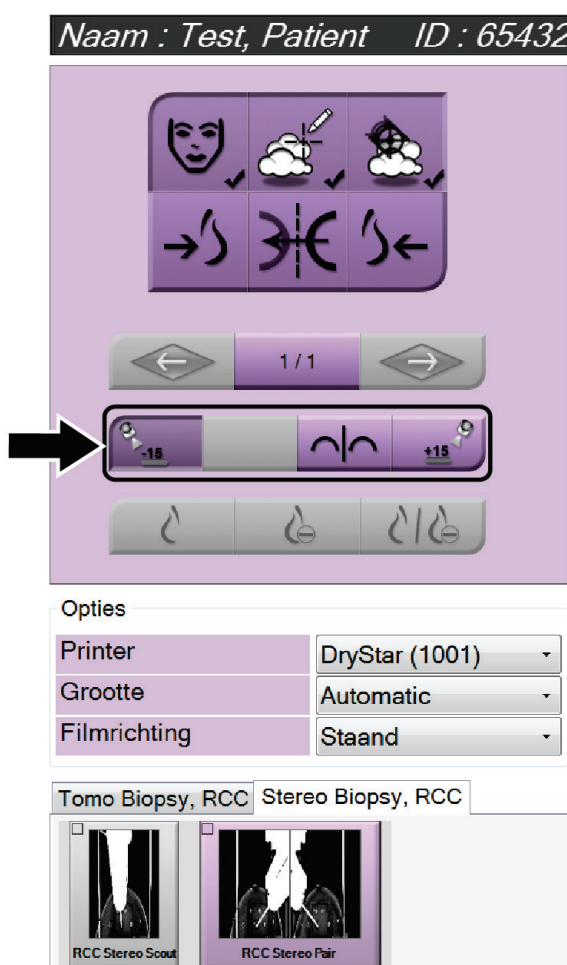 Naam : Test, Patient ID : 65432
1 / 1
-15 +15
Opties
Printer DryStar (1001)
Grootte Automatic
Filmrichting Staand
Tomo Biopsy, RCC Stereo Biopsy, RCC
RCC Stereo Scout RCC Stereo Pair